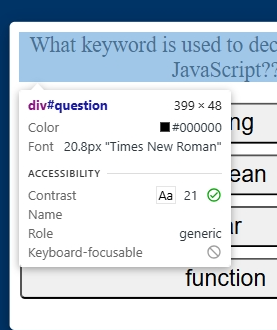 What keyword is used to dec
JavaScript??
div#question 399 × 48
Color #000000
Font 20.8px "Times New Roman"
ACCESSIBILITY
Contrast Aa 21
Name
Role generic
Keyboard-focusable
ng
ean
ar
function